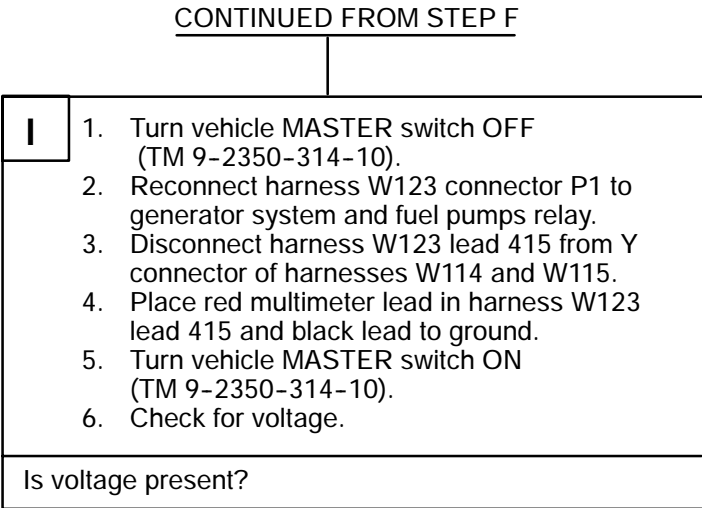 CONTINUED FROM STEP F
I
1. Turn vehicle MASTER switch OFF
(TM 9-2350-314-10).
2. Reconnect harness W123 connector P1 to
generator system and fuel pumps relay.
3. Disconnect harness W123 lead 415 from Y
connector of harnesses W114 and W115.
4. Place red multimeter lead in harness W123
lead 415 and black lead to ground.
5. Turn vehicle MASTER switch ON
(TM 9-2350-314-10).
6. Check for voltage.
Is voltage present?